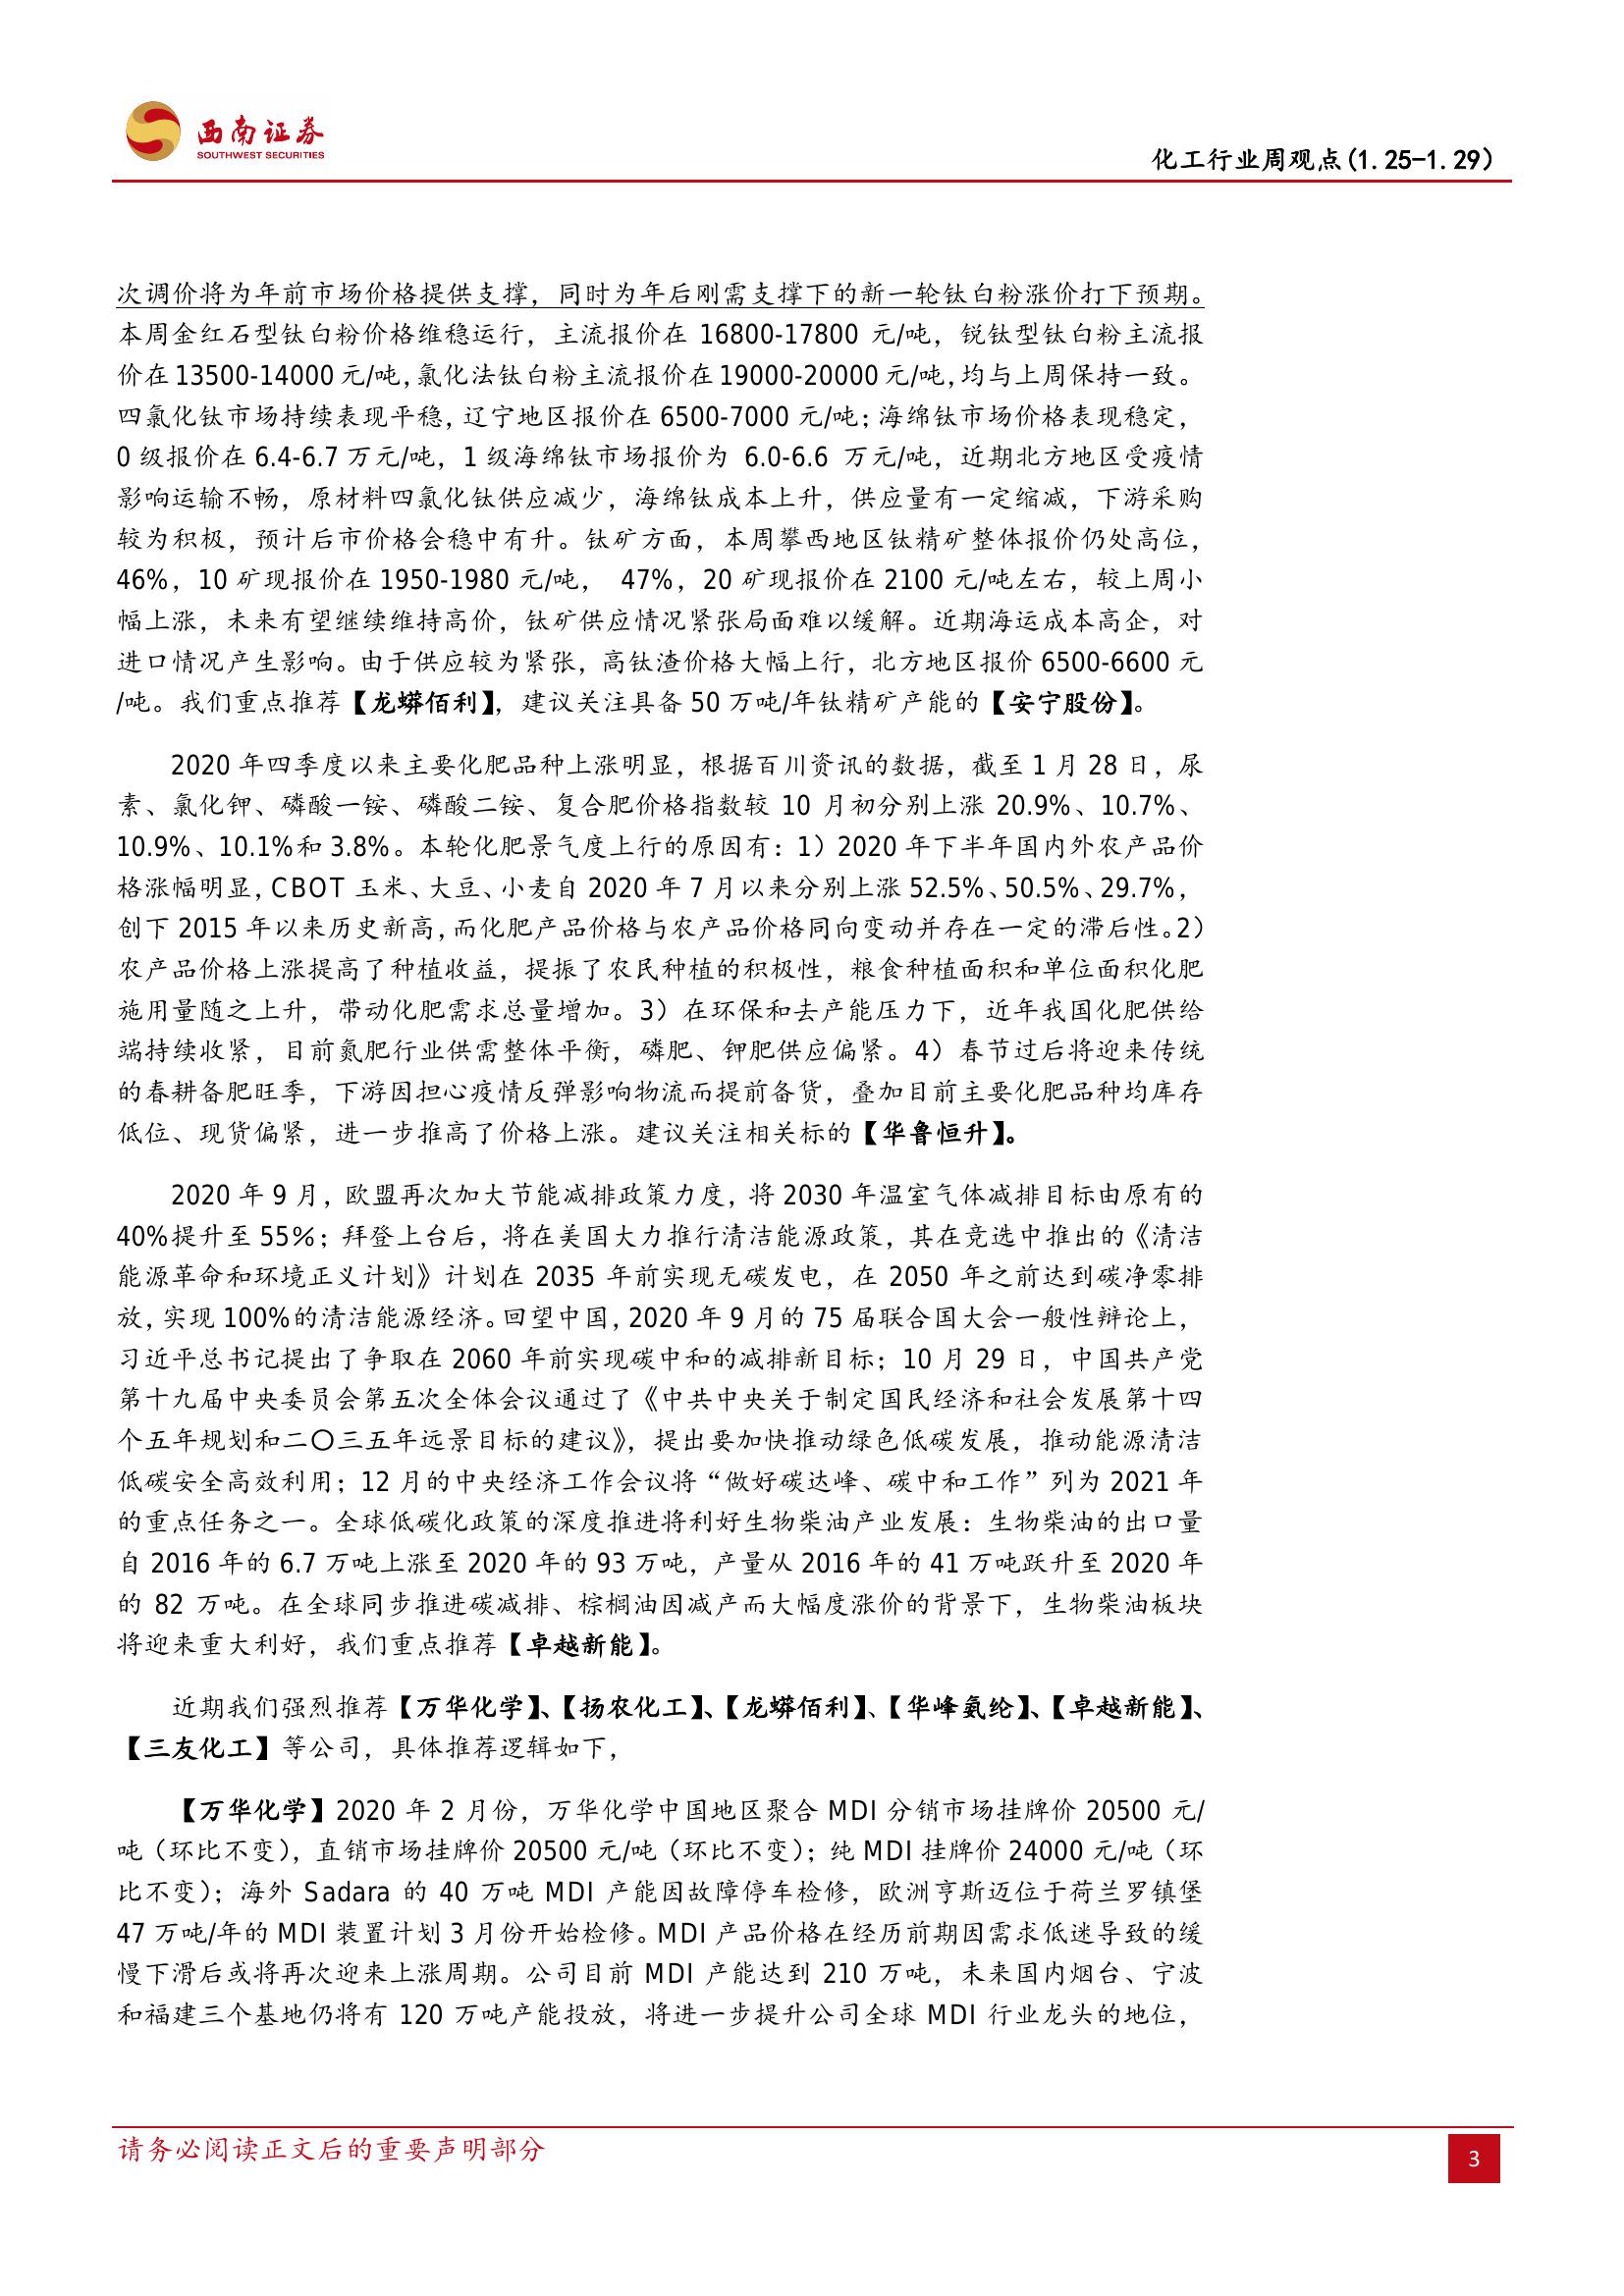 西南证券
SOUTHWEST SECURITIES
化工行业周观点(1.25-1.29）
次调价将为年前市场价格提供支撑，同时为年后刚需支撑下的新一轮钛白粉涨价打下预期。
本周金红石型钛白粉价格维稳运行，主流报价在 16800-17800 元/吨，锐钛型钛白粉主流报
价在13500-14000元/吨，氯化法钛白粉主流报价在19000-20000元/吨，均与上周保持一致。
四氯化钛市场持续表现平稳，辽宁地区报价在 6500-7000 元/吨；海绵钛市场价格表现稳定，
0 级报价在 6.4-6.7 万元/吨，1 级海绵钛市场报价为 6.0-6.6 万元/吨，近期北方地区受疫情
影响运输不畅，原材料四氯化钛供应减少，海绵钛成本上升，供应量有一定缩减，下游采购
较为积极，预计后市价格会稳中有升。钛矿方面，本周攀西地区钛精矿整体报价仍处高位，
46%，10 矿现报价在 1950-1980 元/吨， 47%，20 矿现报价在 2100 元/吨左右，较上周小
幅上涨，未来有望继续维持高价，钛矿供应情况紧张局面难以缓解。近期海运成本高企，对
进口情况产生影响。由于供应较为紧张，高钛渣价格大幅上行，北方地区报价 6500-6600 元
/吨。我们重点推荐【龙蟒佰利】，建议关注具备 50 万吨/年钛精矿产能的【安宁股份】。
2020 年四季度以来主要化肥品种上涨明显，根据百川资讯的数据，截至 1 月 28 日，尿
素、氯化钾、磷酸一铵、磷酸二铵、复合肥价格指数较 10 月初分别上涨 20.9%、10.7%、
10.9%、10.1%和 3.8%。本轮化肥景气度上行的原因有：1）2020 年下半年国内外农产品价
格涨幅明显，CBOT 玉米、大豆、小麦自 2020 年 7 月以来分别上涨 52.5%、50.5%、29.7%，
创下 2015 年以来历史新高，而化肥产品价格与农产品价格同向变动并存在一定的滞后性。2）
农产品价格上涨提高了种植收益，提振了农民种植的积极性，粮食种植面积和单位面积化肥
施用量随之上升，带动化肥需求总量增加。3）在环保和去产能压力下，近年我国化肥供给
端持续收紧，目前氮肥行业供需整体平衡，磷肥、钾肥供应偏紧。4）春节过后将迎来传统
的春耕备肥旺季，下游因担心疫情反弹影响物流而提前备货，叠加目前主要化肥品种均库存
低位、现货偏紧，进一步推高了价格上涨。建议关注相关标的【华鲁恒升】。
2020 年 9 月，欧盟再次加大节能减排政策力度，将 2030 年温室气体减排目标由原有的
40%提升至 55%；拜登上台后，将在美国大力推行清洁能源政策，其在竞选中推出的《清洁
能源革命和环境正义计划》计划在 2035 年前实现无碳发电，在 2050 年之前达到碳净零排
放，实现 100%的清洁能源经济。回望中国，2020 年 9 月的 75 届联合国大会一般性辩论上，
习近平总书记提出了争取在 2060 年前实现碳中和的减排新目标；10 月 29 日，中国共产党
第十九届中央委员会第五次全体会议通过了《中共中央关于制定国民经济和社会发展第十四
个五年规划和二〇三五年远景目标的建议》，提出要加快推动绿色低碳发展，推动能源清洁
低碳安全高效利用；12 月的中央经济工作会议将“做好碳达峰、碳中和工作”列为 2021 年
的重点任务之一。全球低碳化政策的深度推进将利好生物柴油产业发展：生物柴油的出口量
自 2016 年的 6.7 万吨上涨至 2020 年的 93 万吨，产量从 2016 年的 41 万吨跃升至 2020 年
的 82 万吨。在全球同步推进碳减排、棕榈油因减产而大幅度涨价的背景下，生物柴油板块
将迎来重大利好，我们重点推荐【卓越新能】。
近期我们强烈推荐【万华化学】、【扬农化工】、【龙蟒佰利】、【华峰氨纶】、【卓越新能】、
【三友化工】等公司，具体推荐逻辑如下，
【万华化学】2020 年 2 月份，万华化学中国地区聚合 MDI 分销市场挂牌价 20500 元/
吨（环比不变），直销市场挂牌价 20500 元/吨（环比不变）；纯 MDI 挂牌价 24000 元/吨（环
比不变）；海外 Sadara 的 40 万吨 MDI 产能因故障停车检修，欧洲亨斯迈位于荷兰罗镇堡
47 万吨/年的 MDI 装置计划 3 月份开始检修。MDI 产品价格在经历前期因需求低迷导致的缓
慢下滑后或将再次迎来上涨周期。公司目前 MDI 产能达到 210 万吨，未来国内烟台、宁波
和福建三个基地仍将有 120 万吨产能投放，将进一步提升公司全球 MDI 行业龙头的地位，
请务必阅读正文后的重要声明部分
3